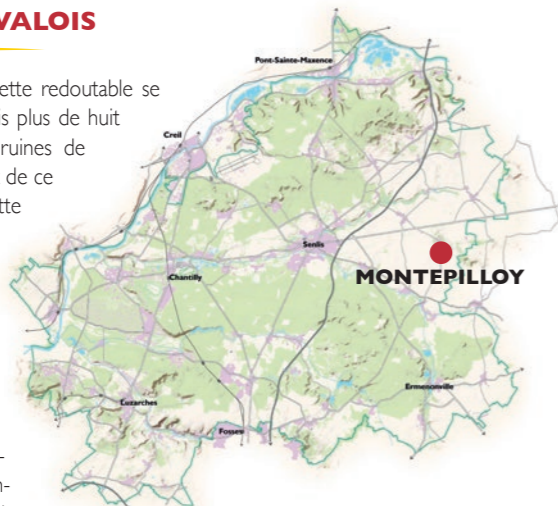 VALOIS
ette redoutable se
is plus de huit
ruines de
de ce
tte
Pont-Sainte-Maxence
Creil
Senlis
MONTEPILLOY
Chantilly
Ermenonville
Luzarches
Fosses
-
n-